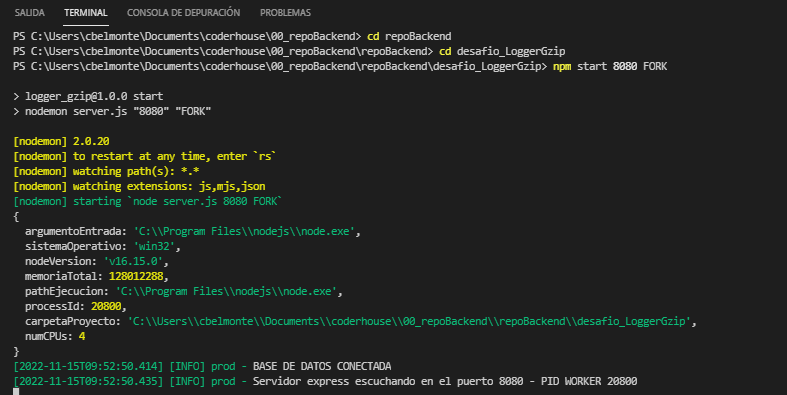 SALIDA TERMINAL CONSOLA DE DEPURACIÓN PROBLEMAS
PS C:\Users\cbelmonte\Documents\coderhouse\00_repoBackend> cd repoBackend
PS C:\Users\cbelmonte\Documents\coderhouse\00_repoBackend\repoBackend> cd desafio_LoggerGzip
PS C:\Users\cbelmonte\Documents\coderhouse\00_repoBackend\repoBackend\desafio_LoggerGzip> npm start 8080 FORK
> logger_gzip@1.0.0 start
> nodemon server.js "8080" "FORK"
[nodemon] 2.0.20
[nodemon] to restart at any time, enter `rs`
[nodemon] watching path(s): *.*
[nodemon] watching extensions: js,mjs,json
[nodemon] starting `node server.js 8080 FORK`
{
argumentoEntrada: 'C:\\Program Files\\nodejs\\node.exe',
sistemaOperativo: 'win32',
nodeVersion: 'v16.15.0',
memoriaTotal: 128012288,
pathEjecucion: 'C:\\Program Files\\nodejs\\node.exe',
processId: 20800,
carpetaProyecto: 'C:\\Users\\cbelmonte\\Documents\\coderhouse\\00_repoBackend\\repoBackend\\desafio_LoggerGzip',
numCPUs: 4
}
[2022-11-15T09:52:50.414] [INFO] prod - BASE DE DATOS CONECTADA
[2022-11-15T09:52:50.435] [INFO] prod - Servidor express escuchando en el puerto 8080 - PID WORKER 20800